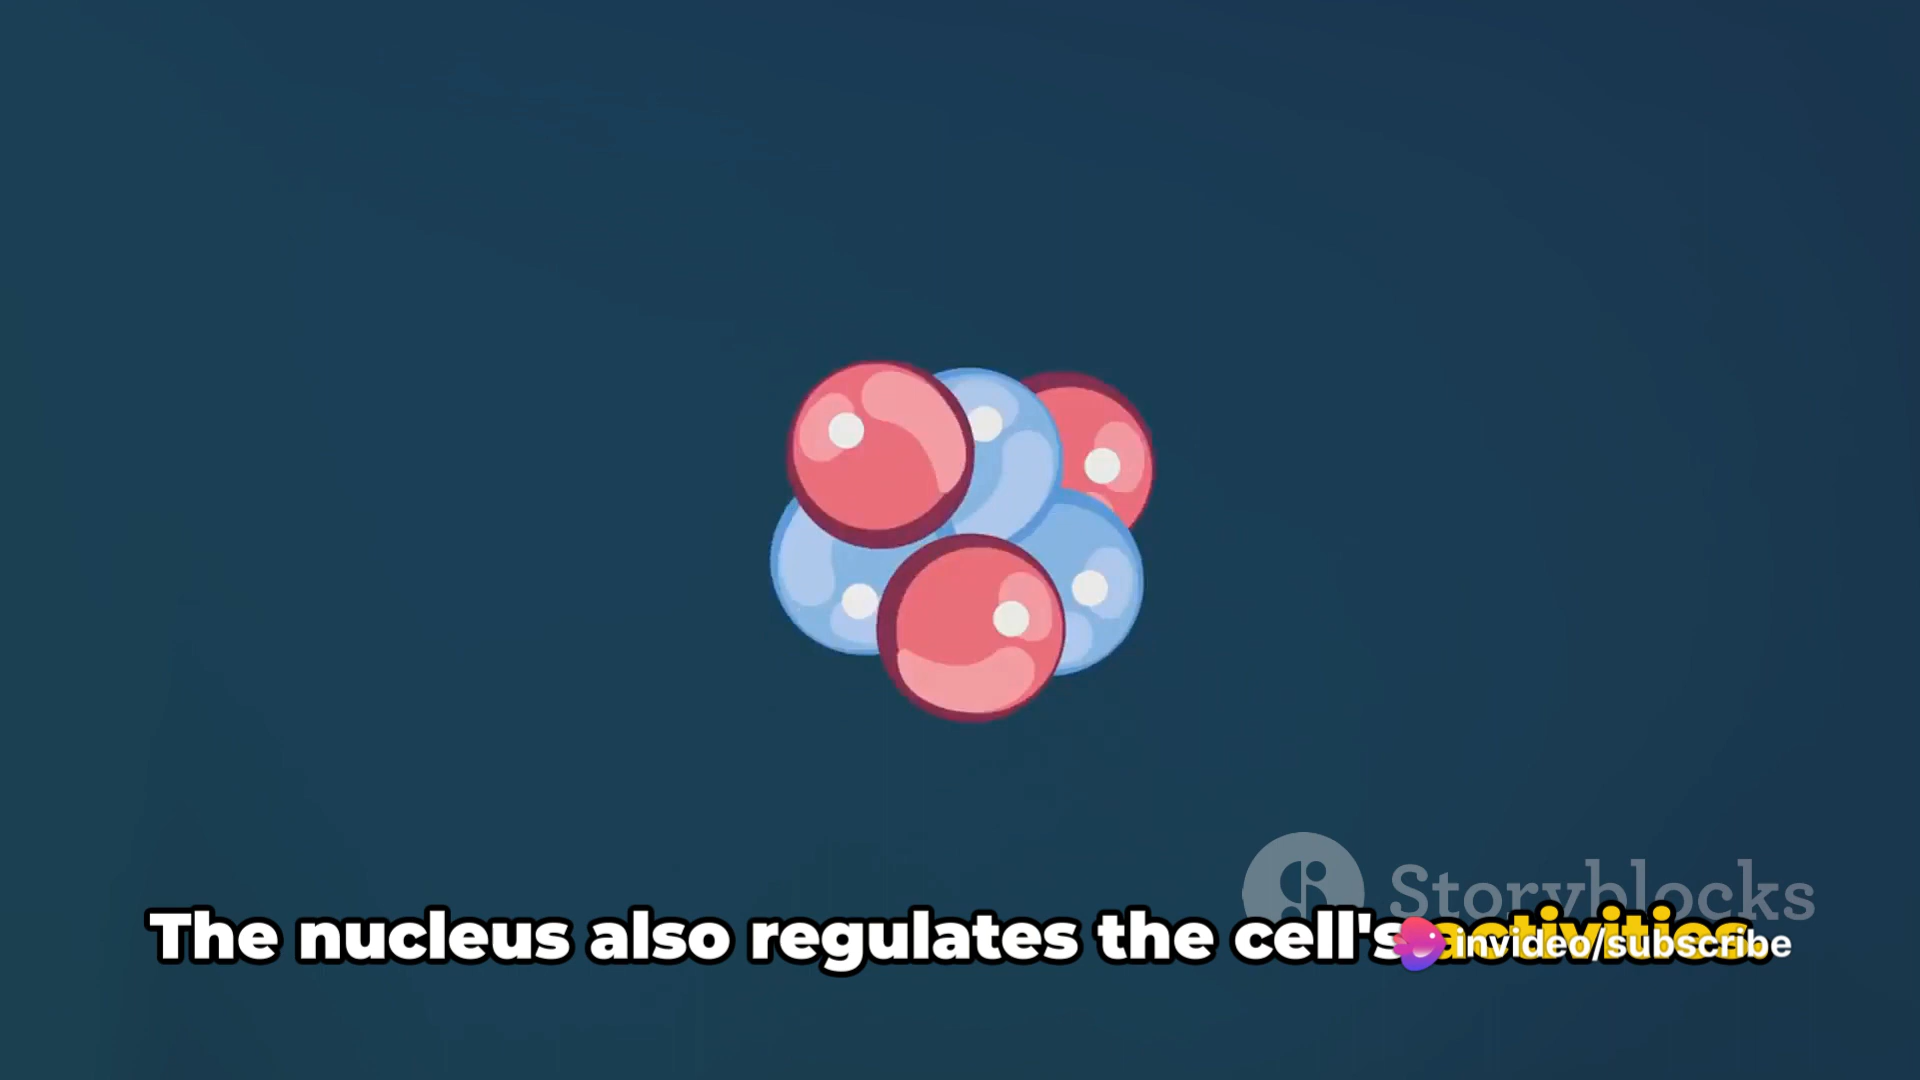 Storyblocks
The nucleus also regulates the cell's activities.
invideo/subscribe